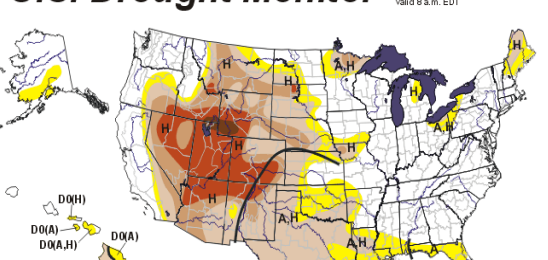 U.S. Drought Monitor
Valid 8 a.m. EDT
H
H
A,H
H
H
H
A,H
H
H
H
D0(H)
D0(A)
D0(A,H)
D0(A)
A,H
A,H
A